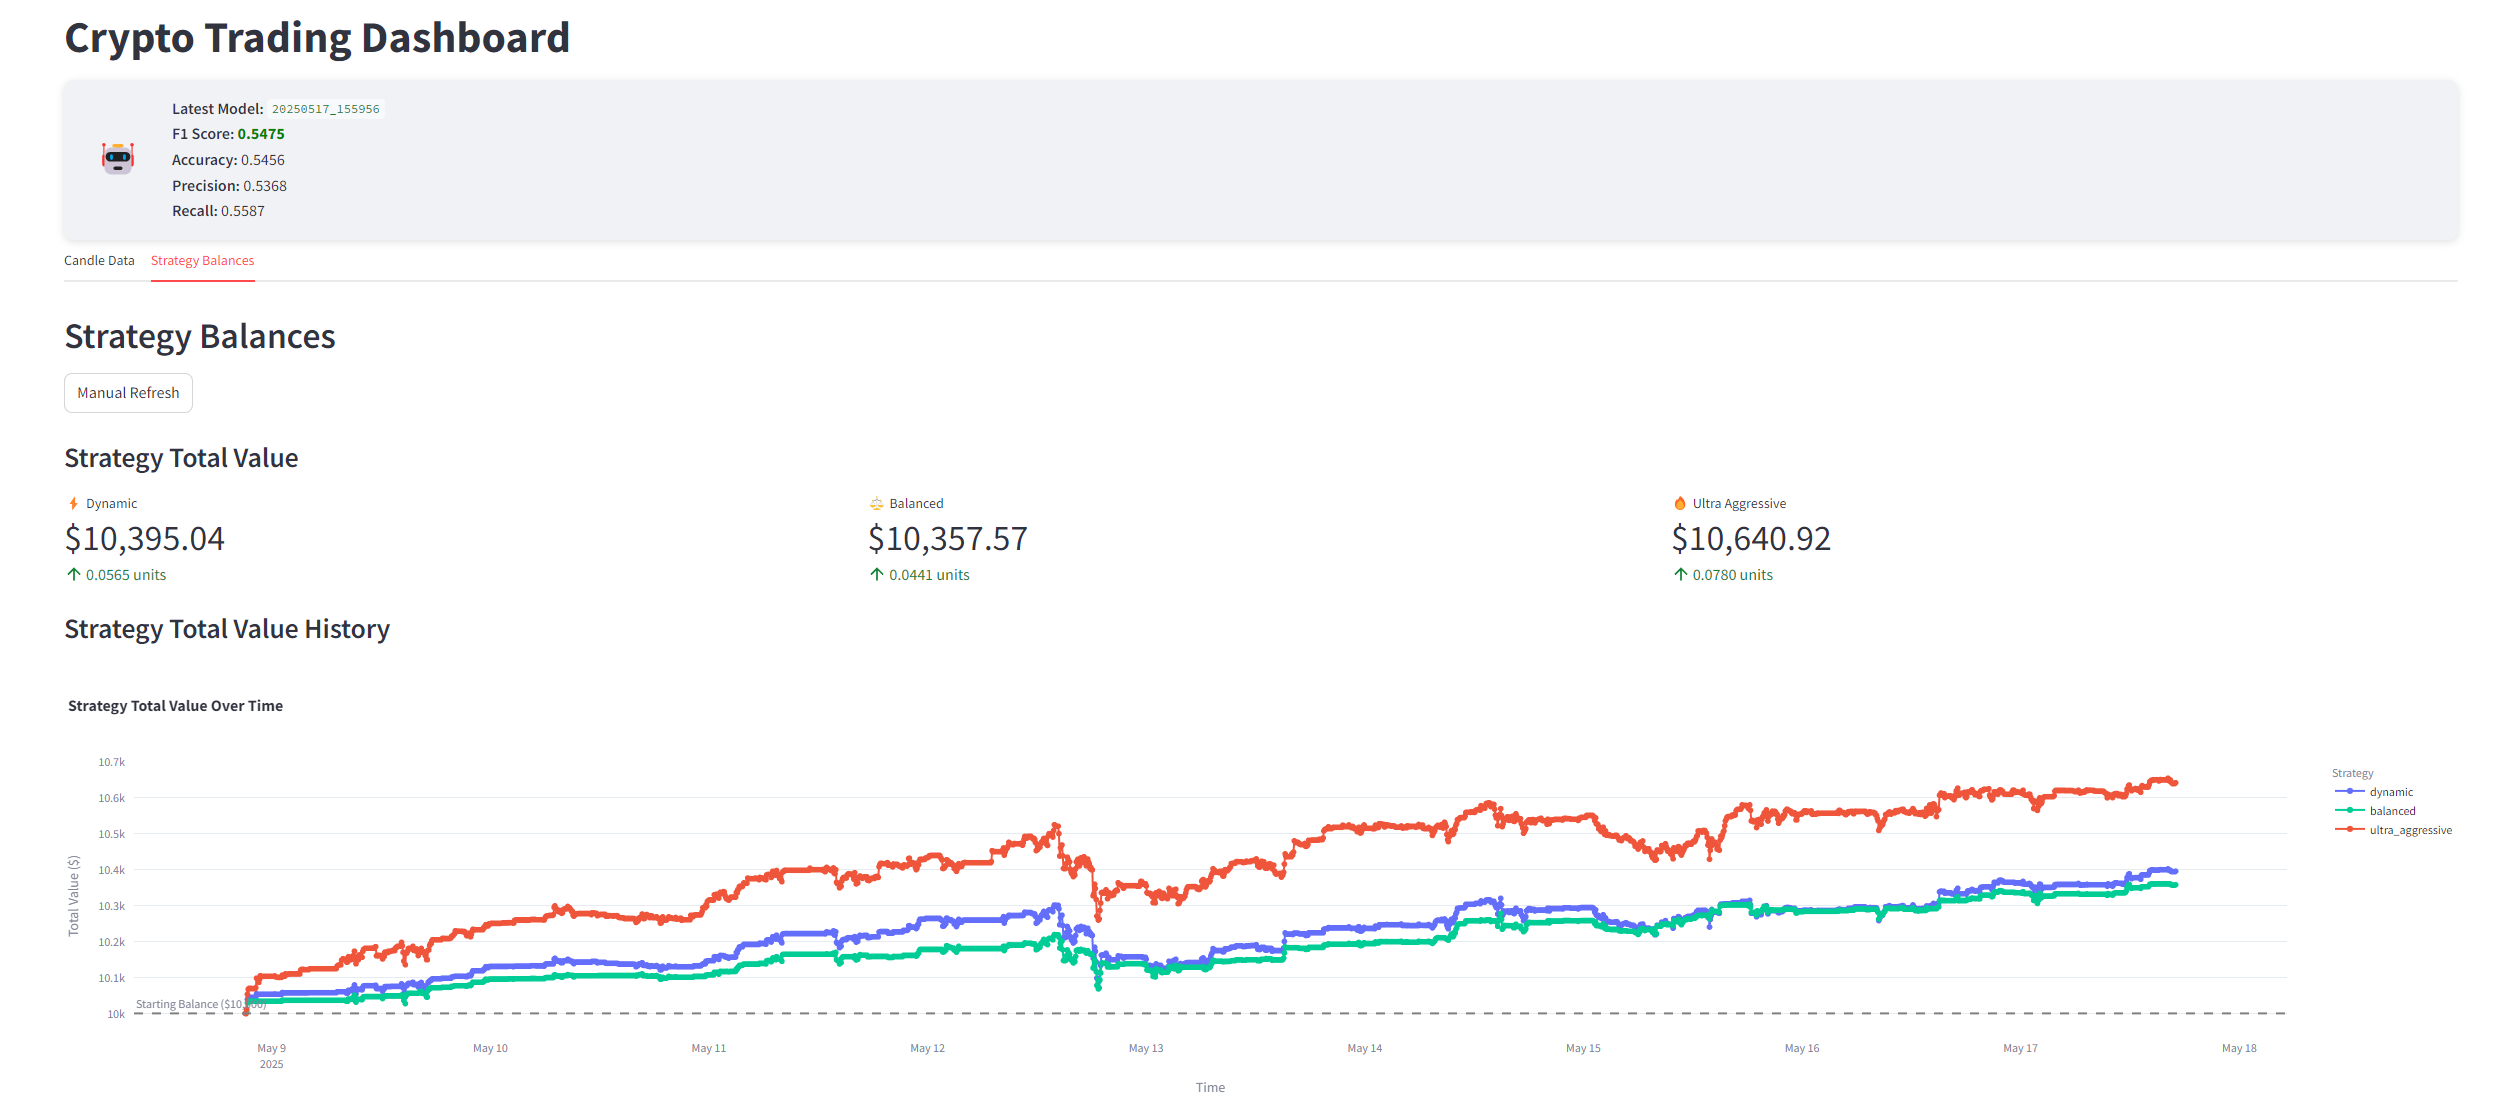 Crypto Trading Dashboard
Latest Model: 20250517_155956
F1 Score: 0.5475
Accuracy: 0.5456
Precision: 0.5368
Recall: 0.5587
Candle Data
Strategy Balances
Strategy Balances
Manual Refresh
Strategy Total Value
Dynamic
$10,395.04
0.0565 units
Balanced
$10,357.57
0.0441 units
Ultra Aggressive
$10,640.92
0.0780 units
Strategy Total Value History
Strategy Total Value Over Time
Total Value ($)
10.7k
10.6k
10.5k
10.4k
10.3k
10.2k
10.1k
10k
Starting Balance ($10,000)
May 9
2025
May 10
May 11
May 12
May 13
May 14
May 15
May 16
May 17
May 18
Time
Strategy
dynamic
balanced
ultra_aggressive